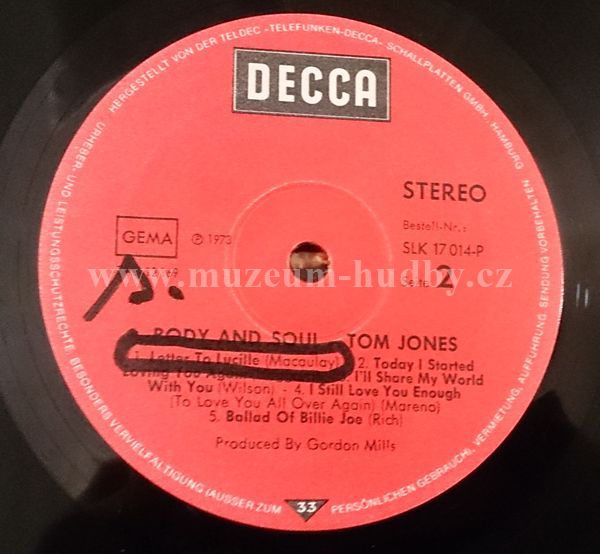 HERGESTELLT VON DER TELDEC »TELEFUNKEN-DECCA« SCHALLPLATTEN GMBH · HAMBURG
DECCA
STEREO
Bestell-Nr.:
SLK 17 014-P
GEMA
℗ 1973
Seite 2
www.muzeum-hudby.cz
BODY AND SOUL TOM JONES
1. Letter To Lucille (Macaulay) 2. Today I Started
Loving You Again I'll Share My World
With You (Wilson) · 4. I Still Love You Enough
(To Love You All Over Again) (Mareno)
5. Ballad Of Billie Joe (Rich)
Produced By Gordon Mills
33
URHEBER- UND LEISTUNGSSCHUTZRECHTE, BESONDERS VERVIELFÄLTIGUNG (AUSSER ZUM PERSÖNLICHEN GEBRAUCH), VERMIETUNG, AUFFÜHRUNG, SENDUNG VORBEHALTEN